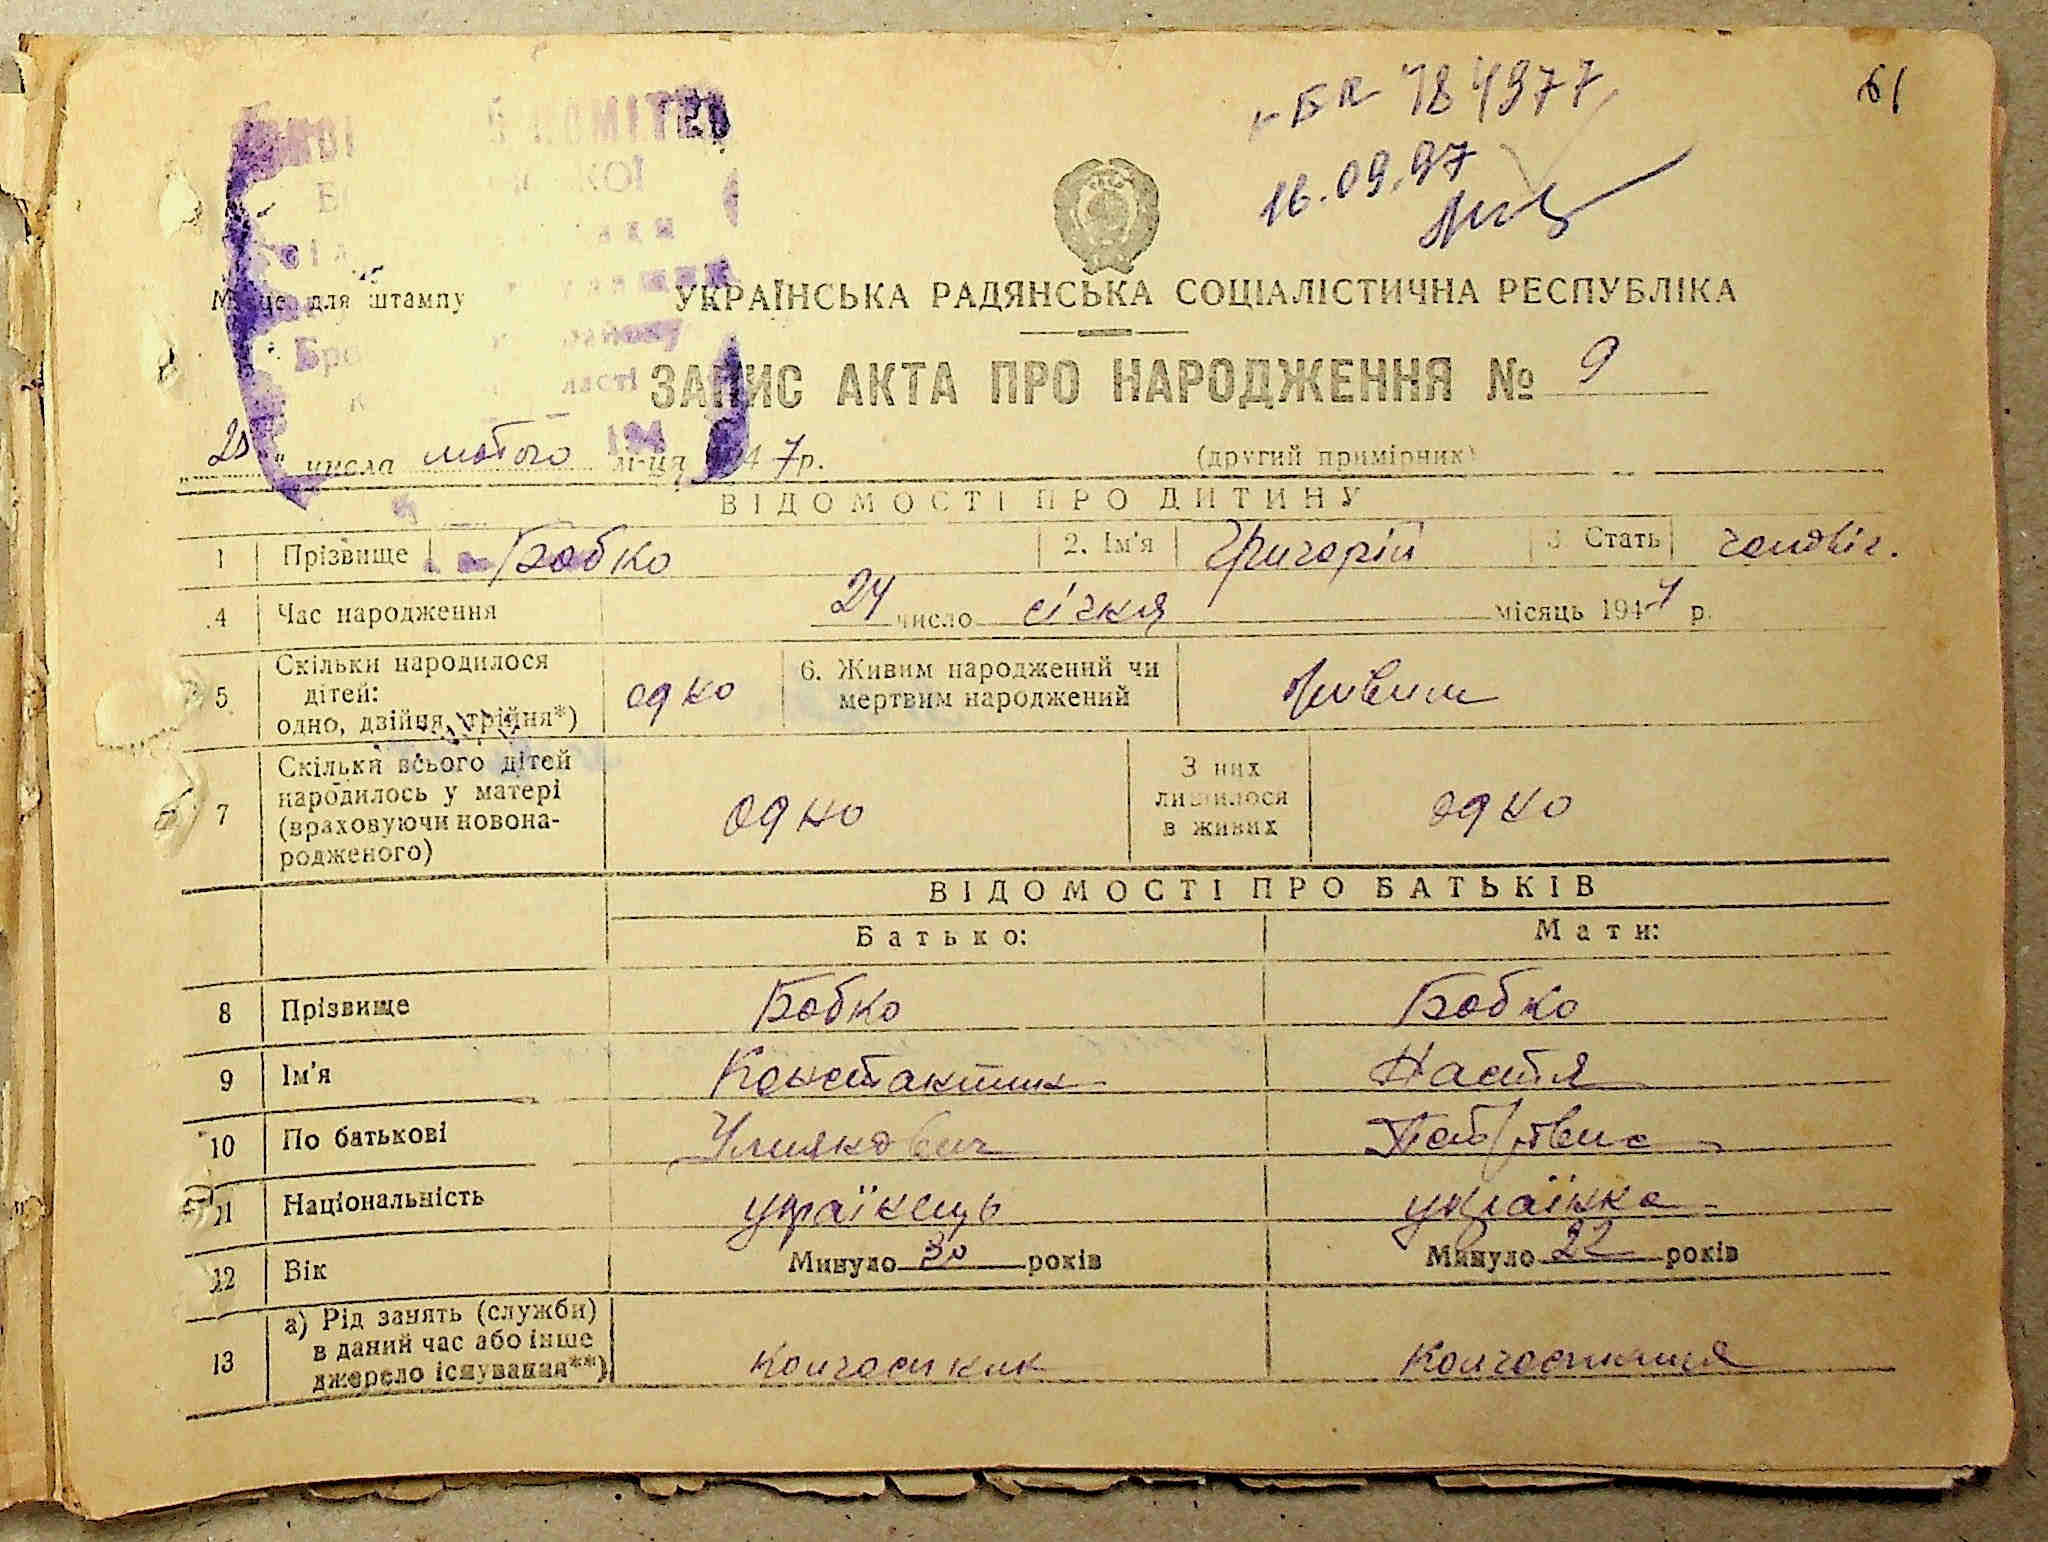 БК 784977
61
16.09.97
КОМІТЕТ
Місце для штампу
УКРАЇНСЬКА РАДЯНСЬКА СОЦІАЛІСТИЧНА РЕСПУБЛІКА
ЗАПИС АКТА ПРО НАРОДЖЕННЯ № 9
числа лютого м-ця 1947 р. (другий примірник)
ВІДОМОСТІ ПРО ДИТИНУ
1 Прізвище Бобко 2. Ім'я Григорій 3 Стать чоловіч.
4 Час народження 24 число січня місяць 1947 р.
5 Скільки народилося дітей: одно, двійня, трійня*) одно 6. Живим народжений чи мертвим народжений живим
7 Скільки всього дітей народилось у матері (враховуючи новонародженого) одно З них лишилося в живих одно
ВІДОМОСТІ ПРО БАТЬКІВ
Батько: Мати:
8 Прізвище Бобко Бобко
9 Ім'я Константин Настя
10 По батькові
11 Національність українець українка
12 Вік Минуло 30 років Минуло 22 років
13 а) Рід занять (служби) в даний час або інше джерело існування**) колгоспник колгоспниця